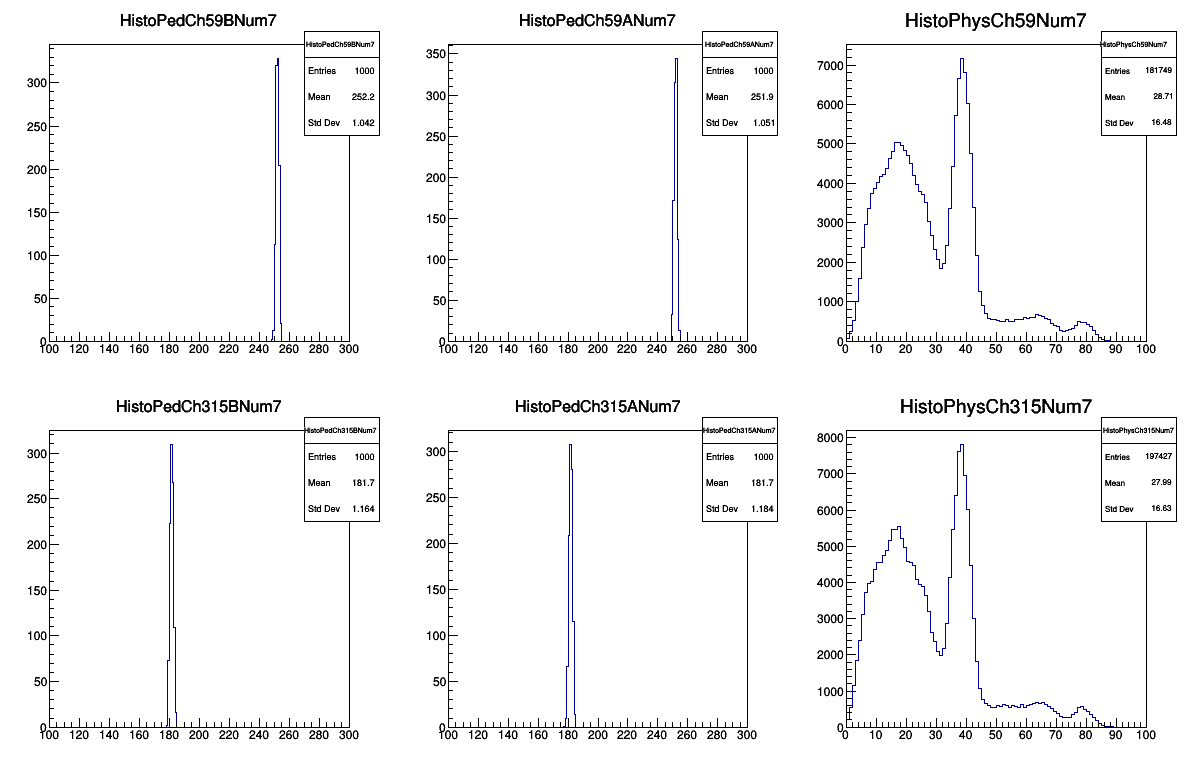 HistoPedCh59BNum7
HistoPedCh59BNum7
Entries 1000
Mean 252.2
Std Dev 1.042
0
50
100
150
200
250
300
100 120 140 160 180 200 220 240 260 280 300
HistoPedCh59ANum7
HistoPedCh59ANum7
Entries 1000
Mean 251.9
Std Dev 1.051
0
50
100
150
200
250
300
350
100 120 140 160 180 200 220 240 260 280 300
HistoPhysCh59Num7
HistoPhysCh59Num7
Entries 181749
Mean 28.71
Std Dev 16.48
0
1000
2000
3000
4000
5000
6000
7000
0 10 20 30 40 50 60 70 80 90 100
HistoPedCh315BNum7
HistoPedCh315BNum7
Entries 1000
Mean 181.7
Std Dev 1.164
0
50
100
150
200
250
300
100 120 140 160 180 200 220 240 260 280 300
HistoPedCh315ANum7
HistoPedCh315ANum7
Entries 1000
Mean 181.7
Std Dev 1.184
0
50
100
150
200
250
300
100 120 140 160 180 200 220 240 260 280 300
HistoPhysCh315Num7
HistoPhysCh315Num7
Entries 197427
Mean 27.99
Std Dev 16.63
0
1000
2000
3000
4000
5000
6000
7000
8000
0 10 20 30 40 50 60 70 80 90 100